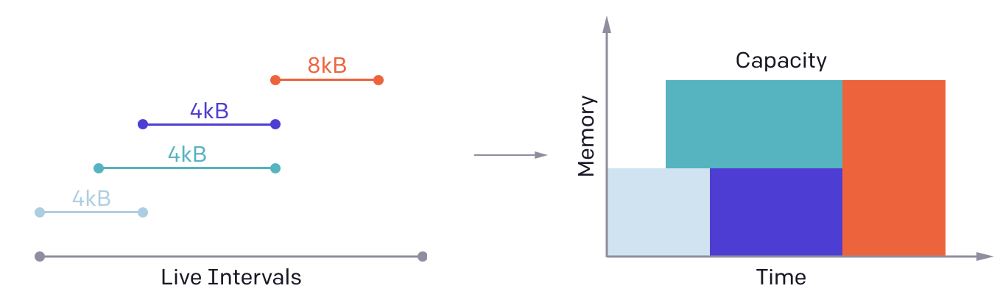 8kB
4kB
4kB
4kB
Live Intervals
Capacity
Memory
Time